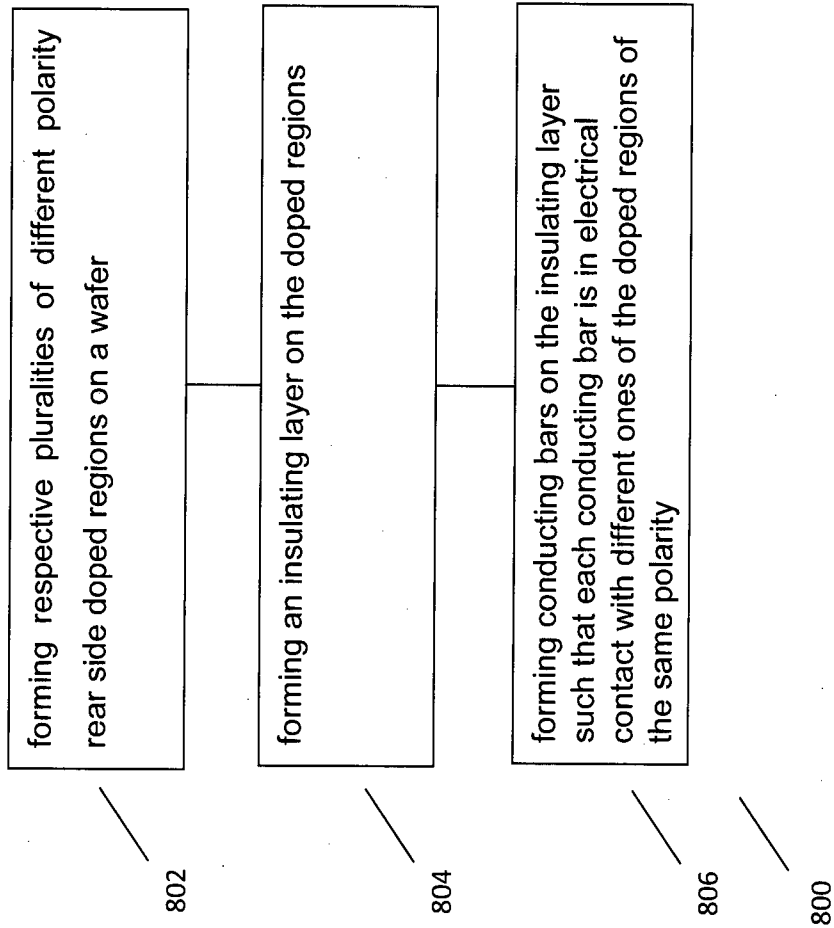 forming respective pluralities of different polarity
rear side doped regions on a wafer
802
forming an insulating layer on the doped regions
804
forming conducting bars on the insulating layer
such that each conducting bar is in electrical
contact with different ones of the doped regions of
the same polarity
806
800